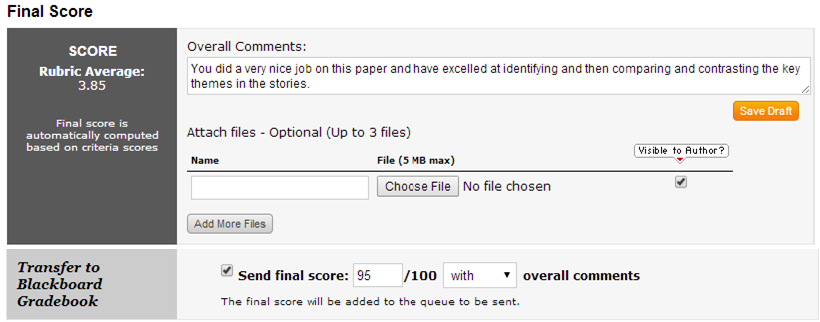 Final Score
SCORE
Rubric Average:
3.85
Final score is
automatically computed
based on criteria scores
Overall Comments:
You did a very nice job on this paper and have excelled at identifying and then comparing and contrasting the key
themes in the stories.
Save Draft
Attach files - Optional (Up to 3 files)
Visible to Author?
Name File (5 MB max)
Choose File No file chosen
Add More Files
Transfer to
Blackboard
Gradebook
Send final score: 95 /100 with overall comments
The final score will be added to the queue to be sent.